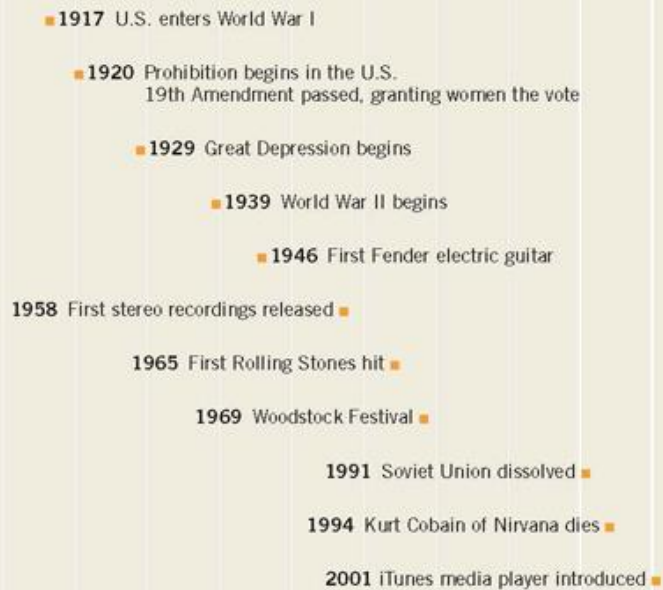 1917 U.S. enters World War I
1920 Prohibition begins in the U.S.
19th Amendment passed, granting women the vote
1929 Great Depression begins
1939 World War II begins
1946 First Fender electric guitar
1958 First stereo recordings released
1965 First Rolling Stones hit
1969 Woodstock Festival
1991 Soviet Union dissolved
1994 Kurt Cobain of Nirvana dies
2001 iTunes media player introduced